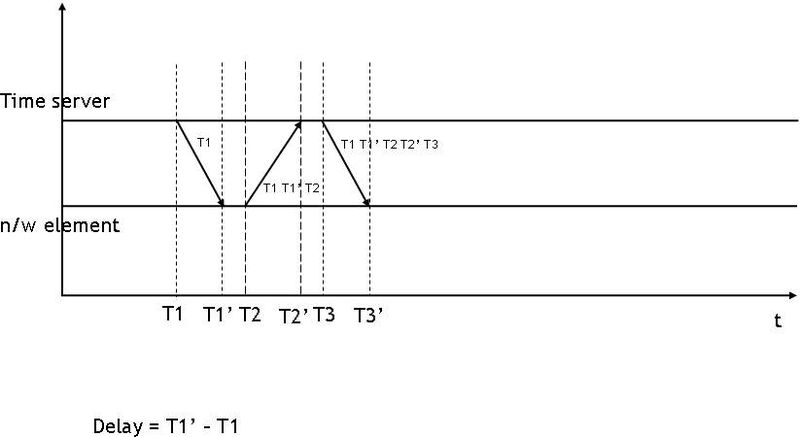 Time server
T1
T1 T1’ T2 T2’ T3
T1 T1’ T2
n/w element
T1 T1’ T2 T2’ T3 T3’
t
Delay = T1’ - T1